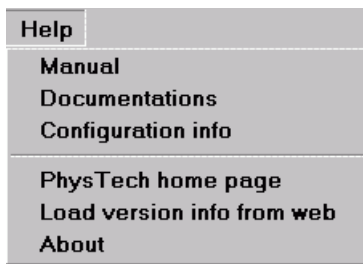 Help
Manual
Documentations
Configuration info
PhysTech home page
Load version info from web
About